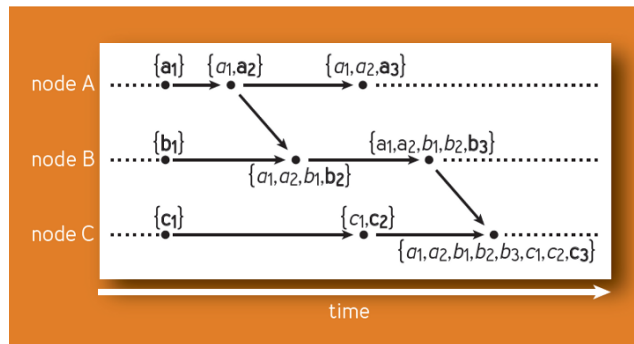 {a1} {a1,a2} {a1,a2,a3}
node A
{b1} {a1,a2,b1,b2,b3}
node B
{a1,a2,b1,b2}
{c1} {c1,c2}
node C
{a1,a2,b1,b2,b3,c1,c2,c3}
time